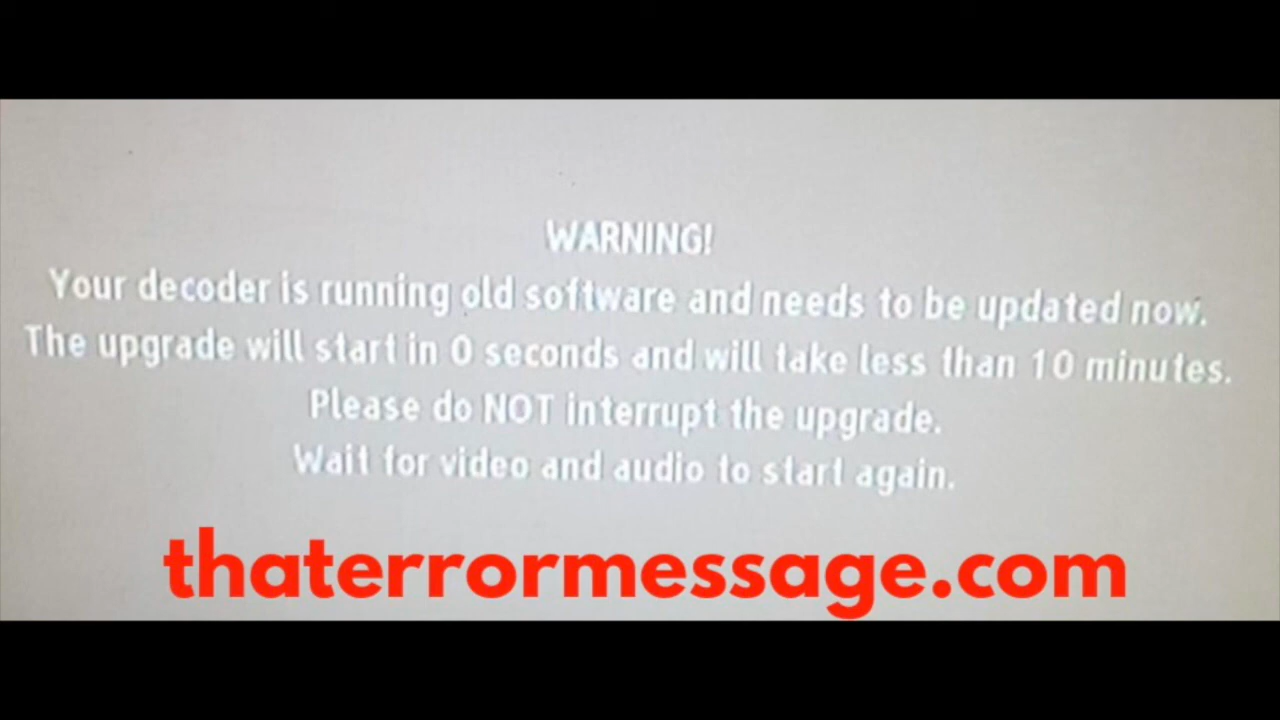 WARNING!
Your decoder is running old software and needs to be updated now.
The upgrade will start in 0 seconds and will take less than 10 minutes.
Please do NOT interrupt the upgrade.
Wait for video and audio to start again.
thaterrormessage.com